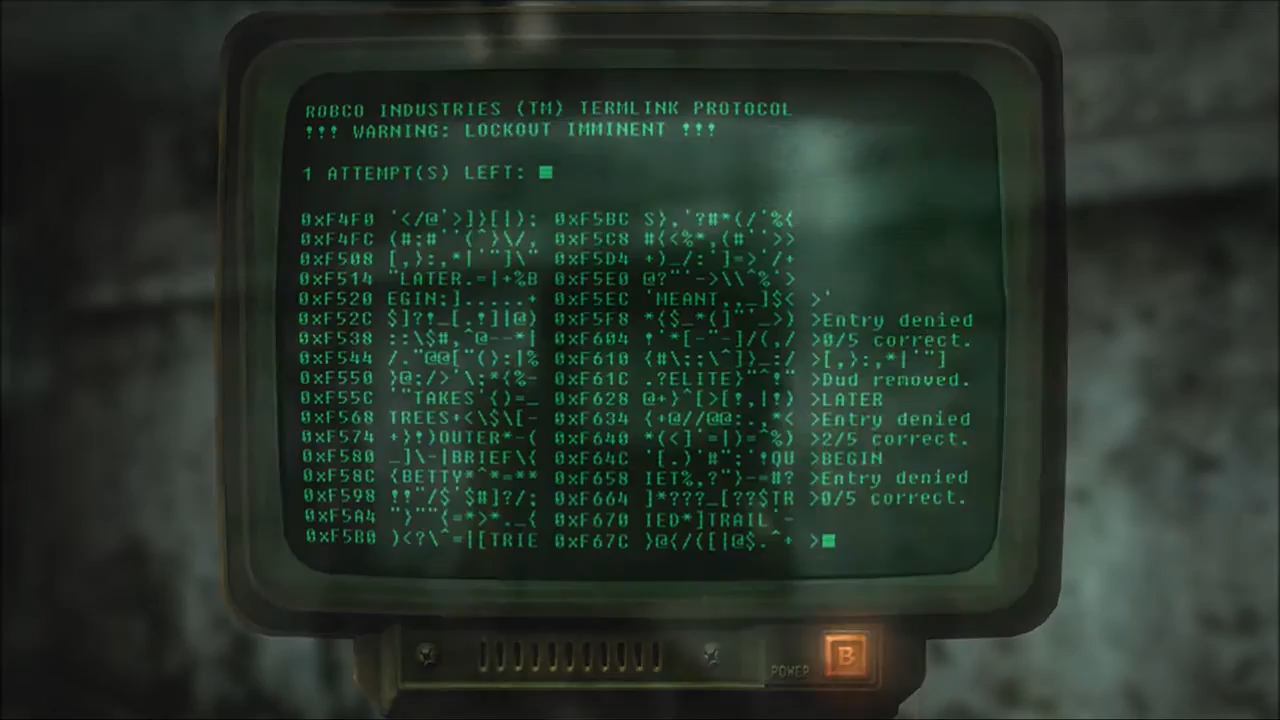 ROBCO INDUSTRIES (TM) TERMLINK PROTOCOL
!!! WARNING: LOCKOUT IMMINENT !!!
1 ATTEMPT(S) LEFT: ■
0xF4F0 '</@'>]}[|): 0xF5BC S},'?#*(/'%{
0xF4FC (#;#''(^}\/, 0xF5C8 #{<%*,(#''>>
0xF508 [,};,*|'"]\" 0xF5D4 +)_/:']=>'/+
0xF514 "LATER.=|+%B 0xF5E0 @?"'->\\^%'>
0xF520 EGIN:].....+ 0xF5EC 'MEANT,,_]$< >'
0xF52C $]?!_[.!]|@) 0xF5F8 *{$_*(]"'_>) >Entry denied
0xF538 ::\$#,^@--*| 0xF604 !'*[-"-]/(,/ >0/5 correct.
0xF544 /."@@["():|% 0xF610 {#\;:\^]}_:/ >[,};,*|'"]
0xF550 }@;/>'\;*{%- 0xF61C .?ELITE}"^!" >Dud removed.
0xF55C '"TAKES'{)=_ 0xF628 @+}^[>[!,|!) >LATER
0xF568 TREES+<\$\[- 0xF634 {+@//@@:.,*< >Entry denied
0xF574 +}!)OUTER*-( 0xF640 *(<]'=|)=^%) >2/5 correct.
0xF580 _]\-|BRIEF\{ 0xF64C '[.)'#";'!QU >BEGIN
0xF58C {BETTY*^*=** 0xF658 IET%,?"}-=#? >Entry denied
0xF598 !!"/$'$#]?/; 0xF664 ]*???_[??$TR >0/5 correct.
0xF5A4 "}""{=*>*._{ 0xF670 IED*]TRAIL'-
0xF5B0 )<?\^=|[TRIE 0xF67C }@{/([|@$.^+ >■
POWER
B